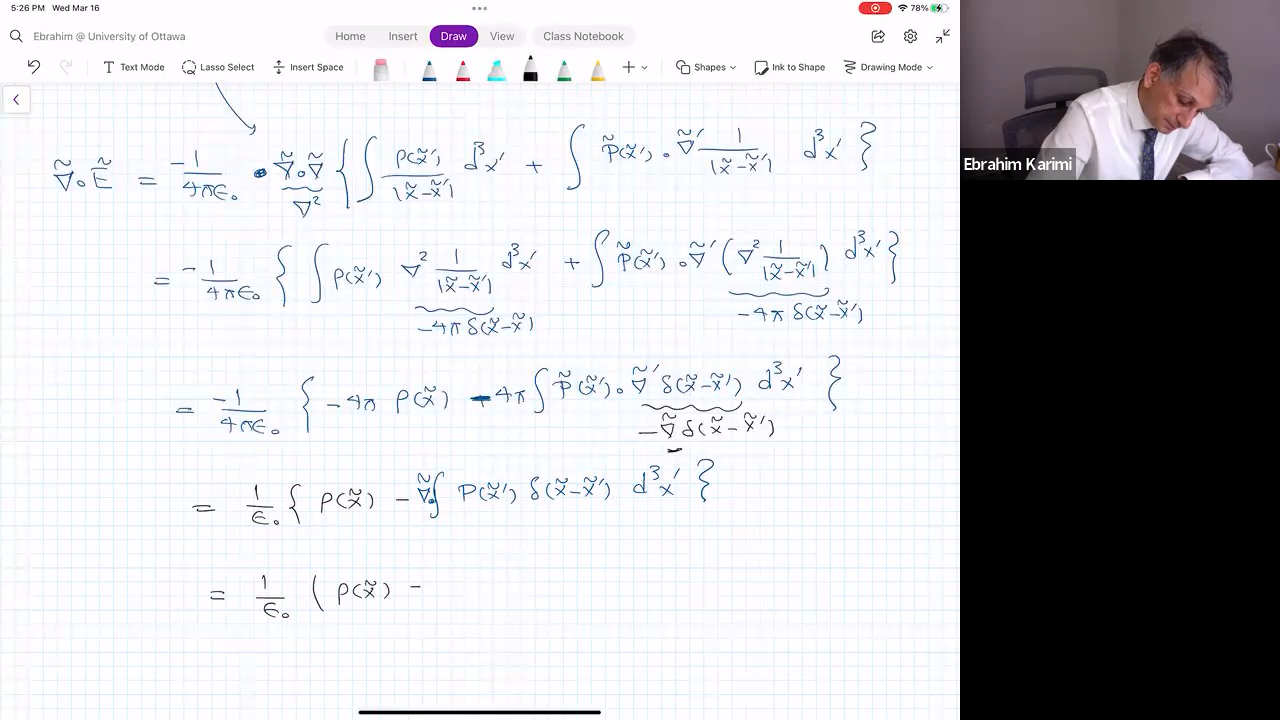 5:26 PM Wed Mar 16
78%
Ebrahim @ University of Ottawa
Home Insert Draw View Class Notebook
Text Mode Lasso Select Insert Space Shapes Ink to Shape Drawing Mode
Ebrahim Karimi
∇̃·Ẽ = -1/4πε₀ · ∇̃·∇̃ { ∫ ρ(x̃′)/|x̃-x̃′| d³x′ + ∫ P̃(x̃′)·∇̃′ 1/|x̃-x̃′| d³x′ }
∇²
= -1/4πε₀ { ∫ ρ(x̃′) ∇² 1/|x̃-x̃′| d³x′ + ∫ P̃(x̃′)·∇̃′ (∇² 1/|x̃-x̃′|) d³x′ }
-4π δ(x̃-x̃′) -4π δ(x̃-x̃′)
= -1/4πε₀ { -4π ρ(x̃) - 4π ∫ P̃(x̃′)·∇̃′ δ(x̃-x̃′) d³x′ }
-∇̃ δ(x̃-x̃′)
= 1/ε₀ { ρ(x̃) - ∇̃·∫ P(x̃′) δ(x̃-x̃′) d³x′ }
= 1/ε₀ ( ρ(x̃) -